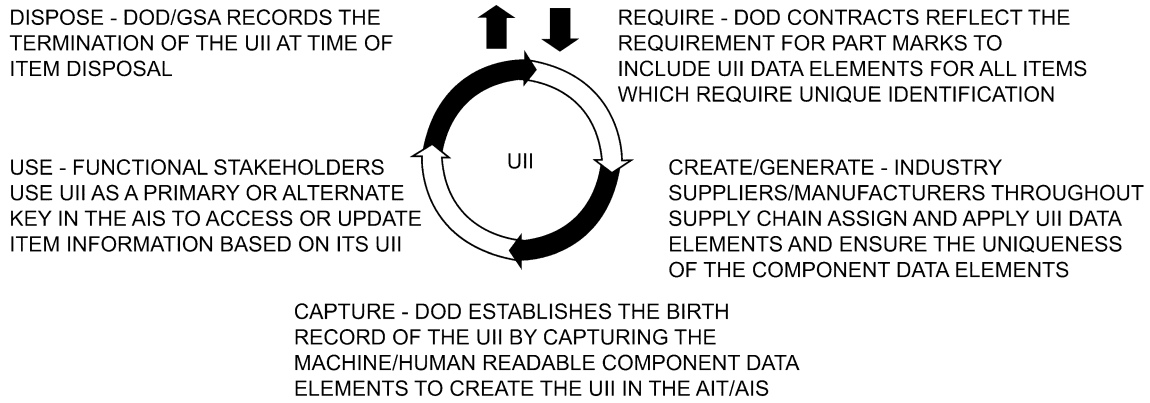 DISPOSE - DOD/GSA RECORDS THE
TERMINATION OF THE UII AT TIME OF
ITEM DISPOSAL
REQUIRE - DOD CONTRACTS REFLECT THE
REQUIREMENT FOR PART MARKS TO
INCLUDE UII DATA ELEMENTS FOR ALL ITEMS
WHICH REQUIRE UNIQUE IDENTIFICATION
USE - FUNCTIONAL STAKEHOLDERS
USE UII AS A PRIMARY OR ALTERNATE
KEY IN THE AIS TO ACCESS OR UPDATE
ITEM INFORMATION BASED ON ITS UII
UII
CREATE/GENERATE - INDUSTRY
SUPPLIERS/MANUFACTURERS THROUGHOUT
SUPPLY CHAIN ASSIGN AND APPLY UII DATA
ELEMENTS AND ENSURE THE UNIQUENESS
OF THE COMPONENT DATA ELEMENTS
CAPTURE - DOD ESTABLISHES THE BIRTH
RECORD OF THE UII BY CAPTURING THE
MACHINE/HUMAN READABLE COMPONENT DATA
ELEMENTS TO CREATE THE UII IN THE AIT/AIS